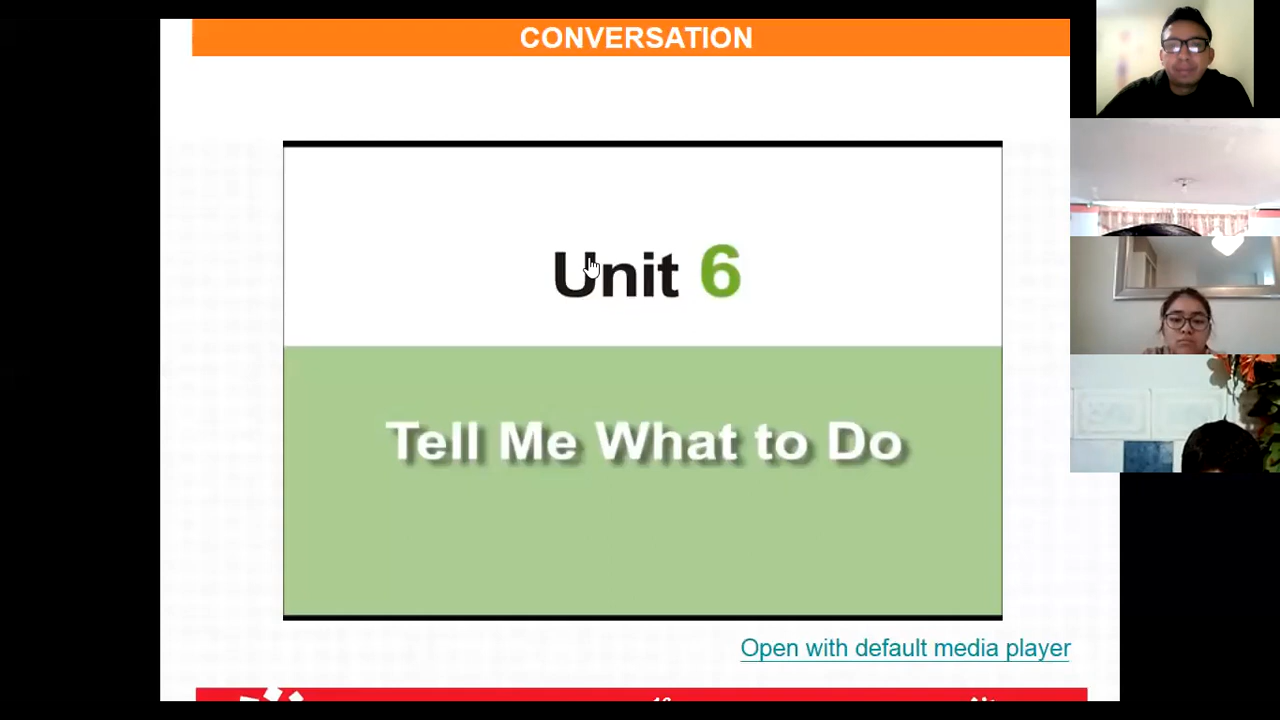 CONVERSATION
Unit 6
Tell Me What to Do
Open with default media player